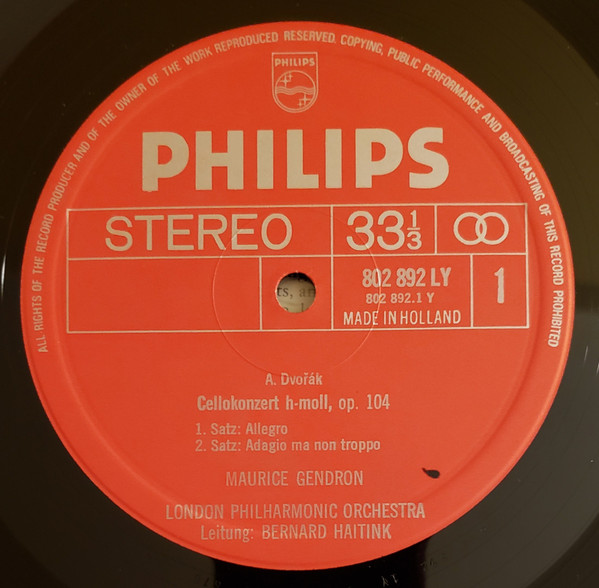 ALL RIGHTS OF THE RECORD PRODUCER AND OF THE OWNER OF THE WORK REPRODUCED RESERVED. COPYING, PUBLIC PERFORMANCE AND BROADCASTING OF THIS RECORD PROHIBITED
PHILIPS
PHILIPS
STEREO 33 1/3
802 892 LY 1
802 892.1 Y
MADE IN HOLLAND
A. Dvořák
Cellokonzert h-moll, op. 104
1. Satz: Allegro
2. Satz: Adagio ma non troppo
MAURICE GENDRON
LONDON PHILHARMONIC ORCHESTRA
Leitung: BERNARD HAITINK